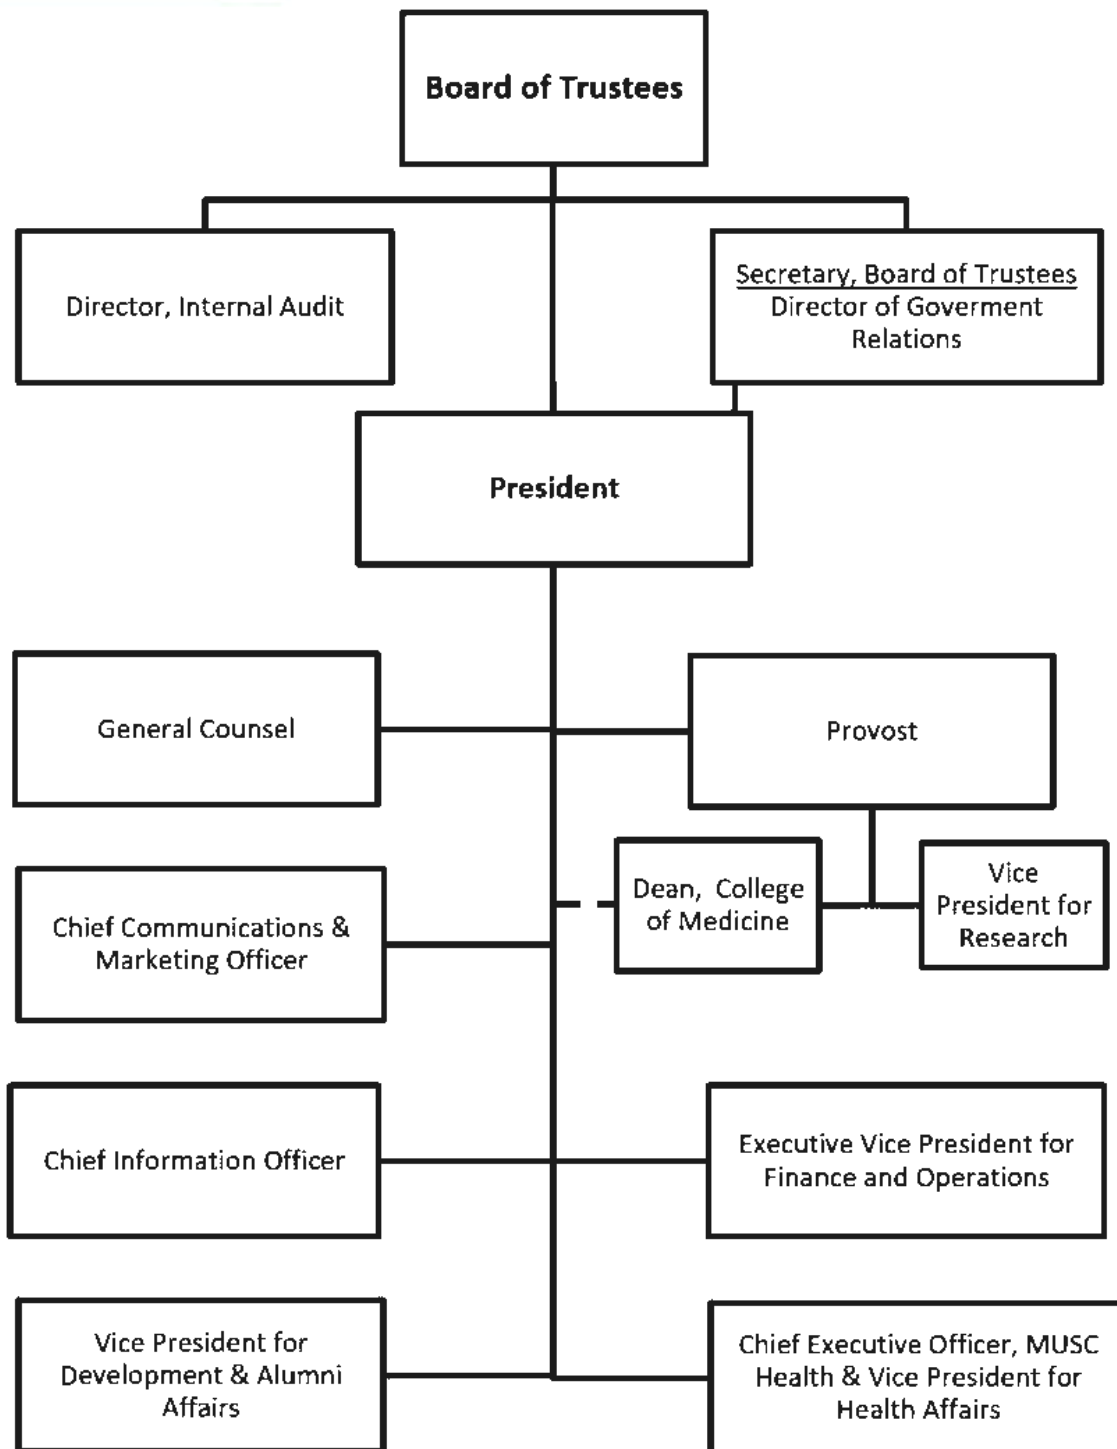 Board of Trustees
Director, Internal Audit
Secretary, Board of Trustees
Director of Goverment
Relations
President
General Counsel
Provost
Dean, College
of Medicine
Vice
President for
Research
Chief Communications &
Marketing Officer
Chief Information Officer
Executive Vice President for
Finance and Operations
Vice President for
Development & Alumni
Affairs
Chief Executive Officer, MUSC
Health & Vice President for
Health Affairs